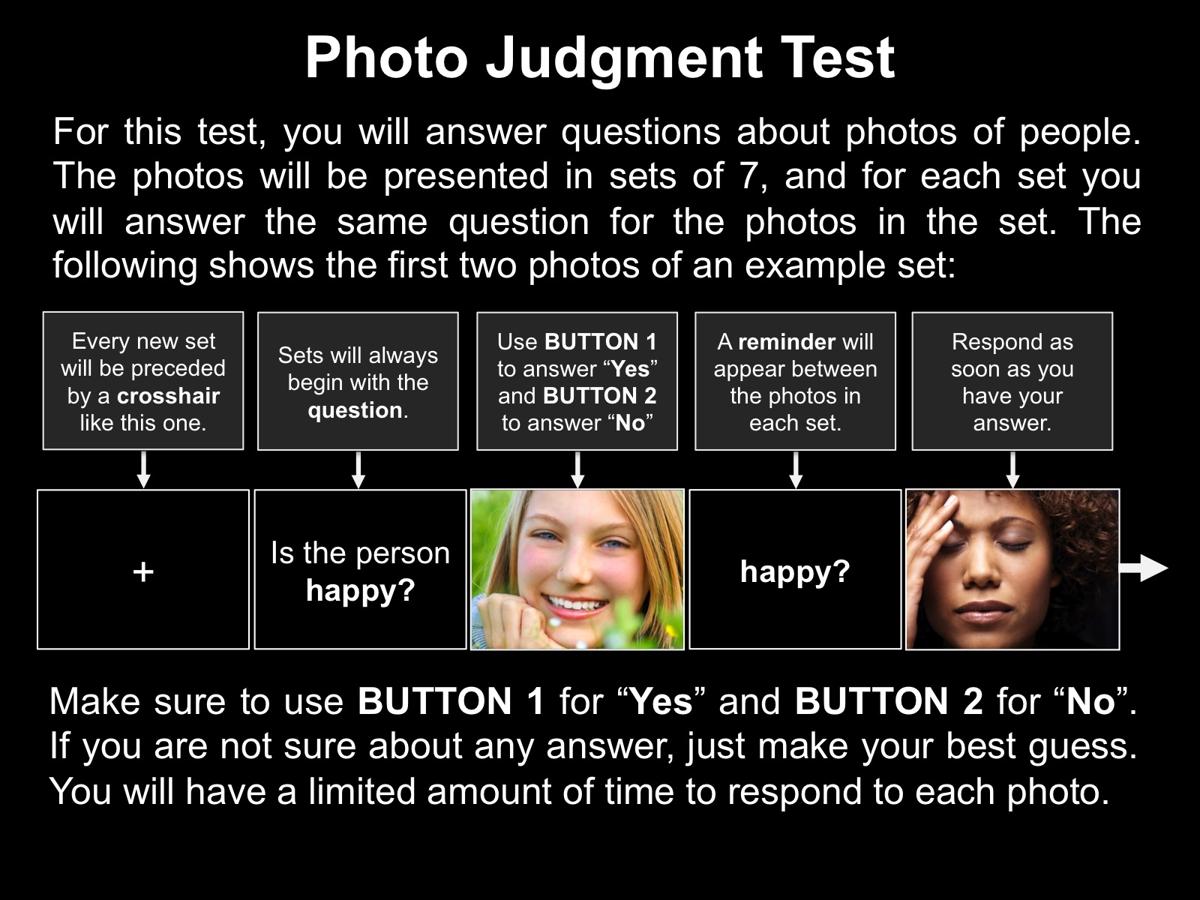 Photo Judgment Test
For this test, you will answer questions about photos of people.
The photos will be presented in sets of 7, and for each set you
will answer the same question for the photos in the set. The
following shows the first two photos of an example set:
Every new set
will be preceded
by a crosshair
like this one.
Sets will always
begin with the
question.
Use BUTTON 1
to answer “Yes”
and BUTTON 2
to answer “No”
A reminder will
appear between
the photos in
each set.
Respond as
soon as you
have your
answer.
+
Is the person
happy?
happy?
Make sure to use BUTTON 1 for “Yes” and BUTTON 2 for “No”.
If you are not sure about any answer, just make your best guess.
You will have a limited amount of time to respond to each photo.